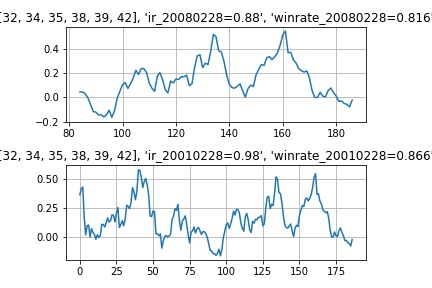 [32, 34, 35, 38, 39, 42], 'ir_20080228=0.88', 'winrate_20080228=0.816'
0.4
0.2
0.0
−0.2
80 100 120 140 160 180
[32, 34, 35, 38, 39, 42], 'ir_20010228=0.98', 'winrate_20010228=0.866'
0.50
0.25
0.00
0 25 50 75 100 125 150 175